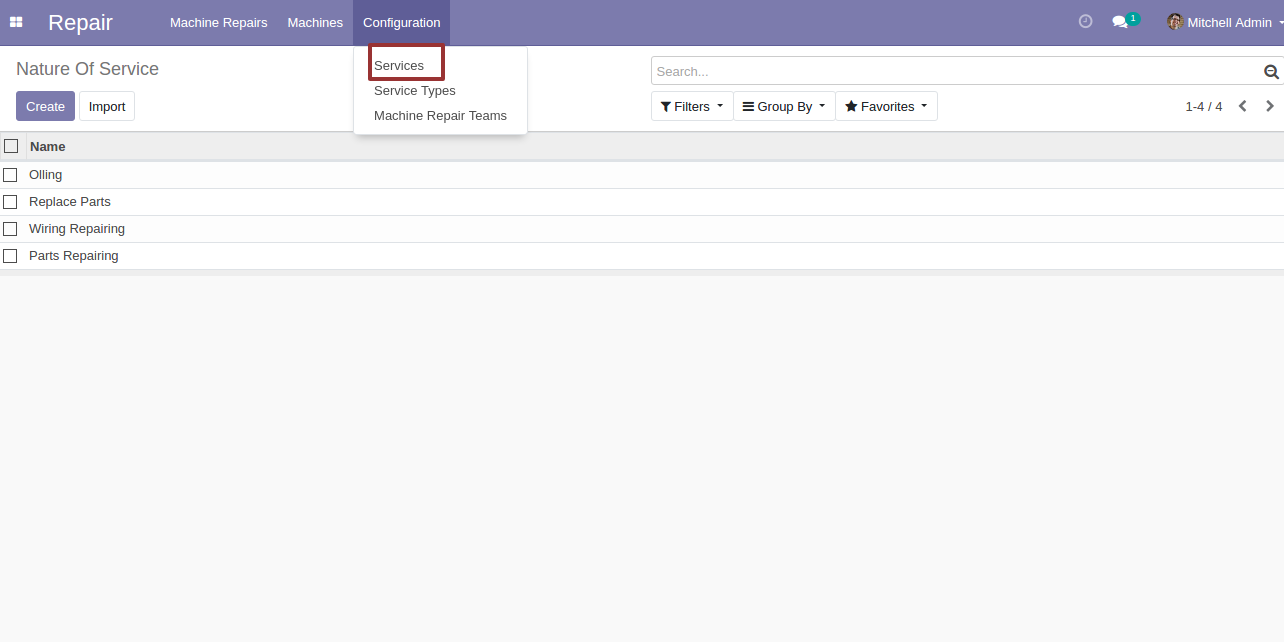 Repair Machine Repairs Machines Configuration 1 Mitchell Admin
Services
Service Types
Machine Repair Teams
Nature Of Service
Search...
Create Import
Filters Group By Favorites 1-4 / 4
Name
Olling
Replace Parts
Wiring Repairing
Parts Repairing